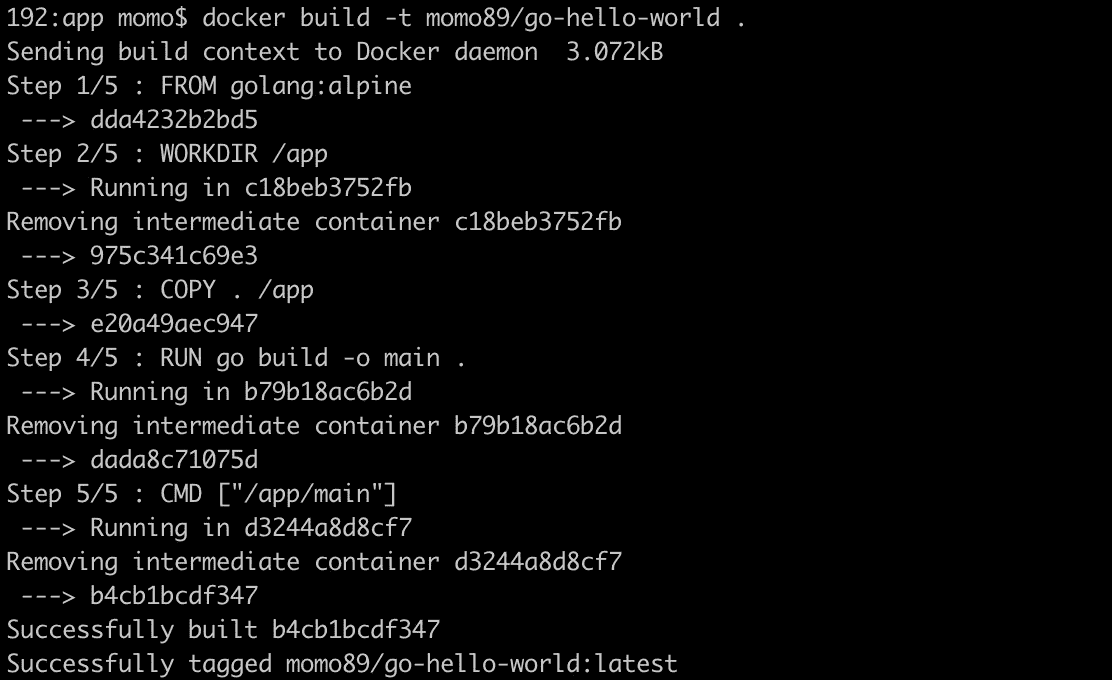 192:app momo$ docker build -t momo89/go-hello-world .
Sending build context to Docker daemon  3.072kB
Step 1/5 : FROM golang:alpine
 ---> dda4232b2bd5
Step 2/5 : WORKDIR /app
 ---> Running in c18beb3752fb
Removing intermediate container c18beb3752fb
 ---> 975c341c69e3
Step 3/5 : COPY . /app
 ---> e20a49aec947
Step 4/5 : RUN go build -o main .
 ---> Running in b79b18ac6b2d
Removing intermediate container b79b18ac6b2d
 ---> dada8c71075d
Step 5/5 : CMD ["/app/main"]
 ---> Running in d3244a8d8cf7
Removing intermediate container d3244a8d8cf7
 ---> b4cb1bcdf347
Successfully built b4cb1bcdf347
Successfully tagged momo89/go-hello-world:latest